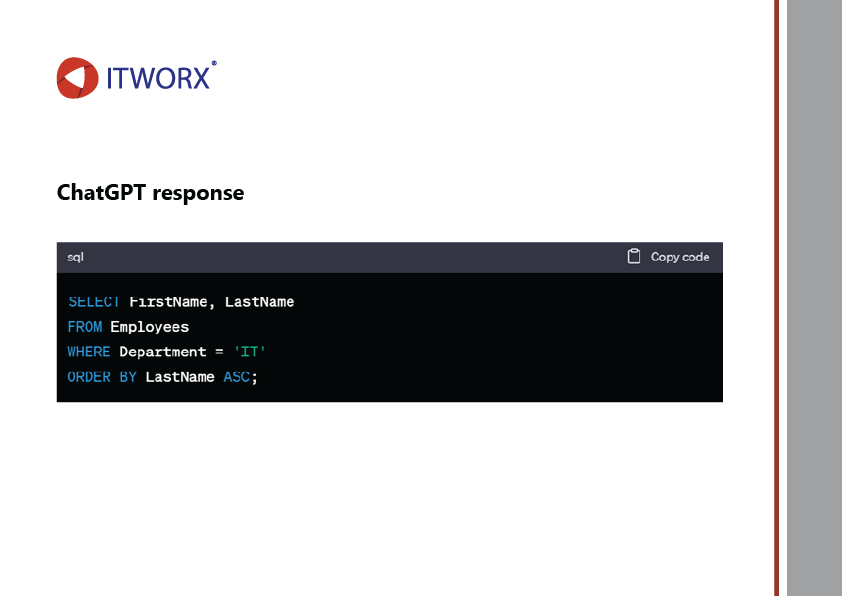 ITWORX®
ChatGPT response
sql
Copy code
SELECT FirstName, LastName
FROM Employees
WHERE Department = 'IT'
ORDER BY LastName ASC;